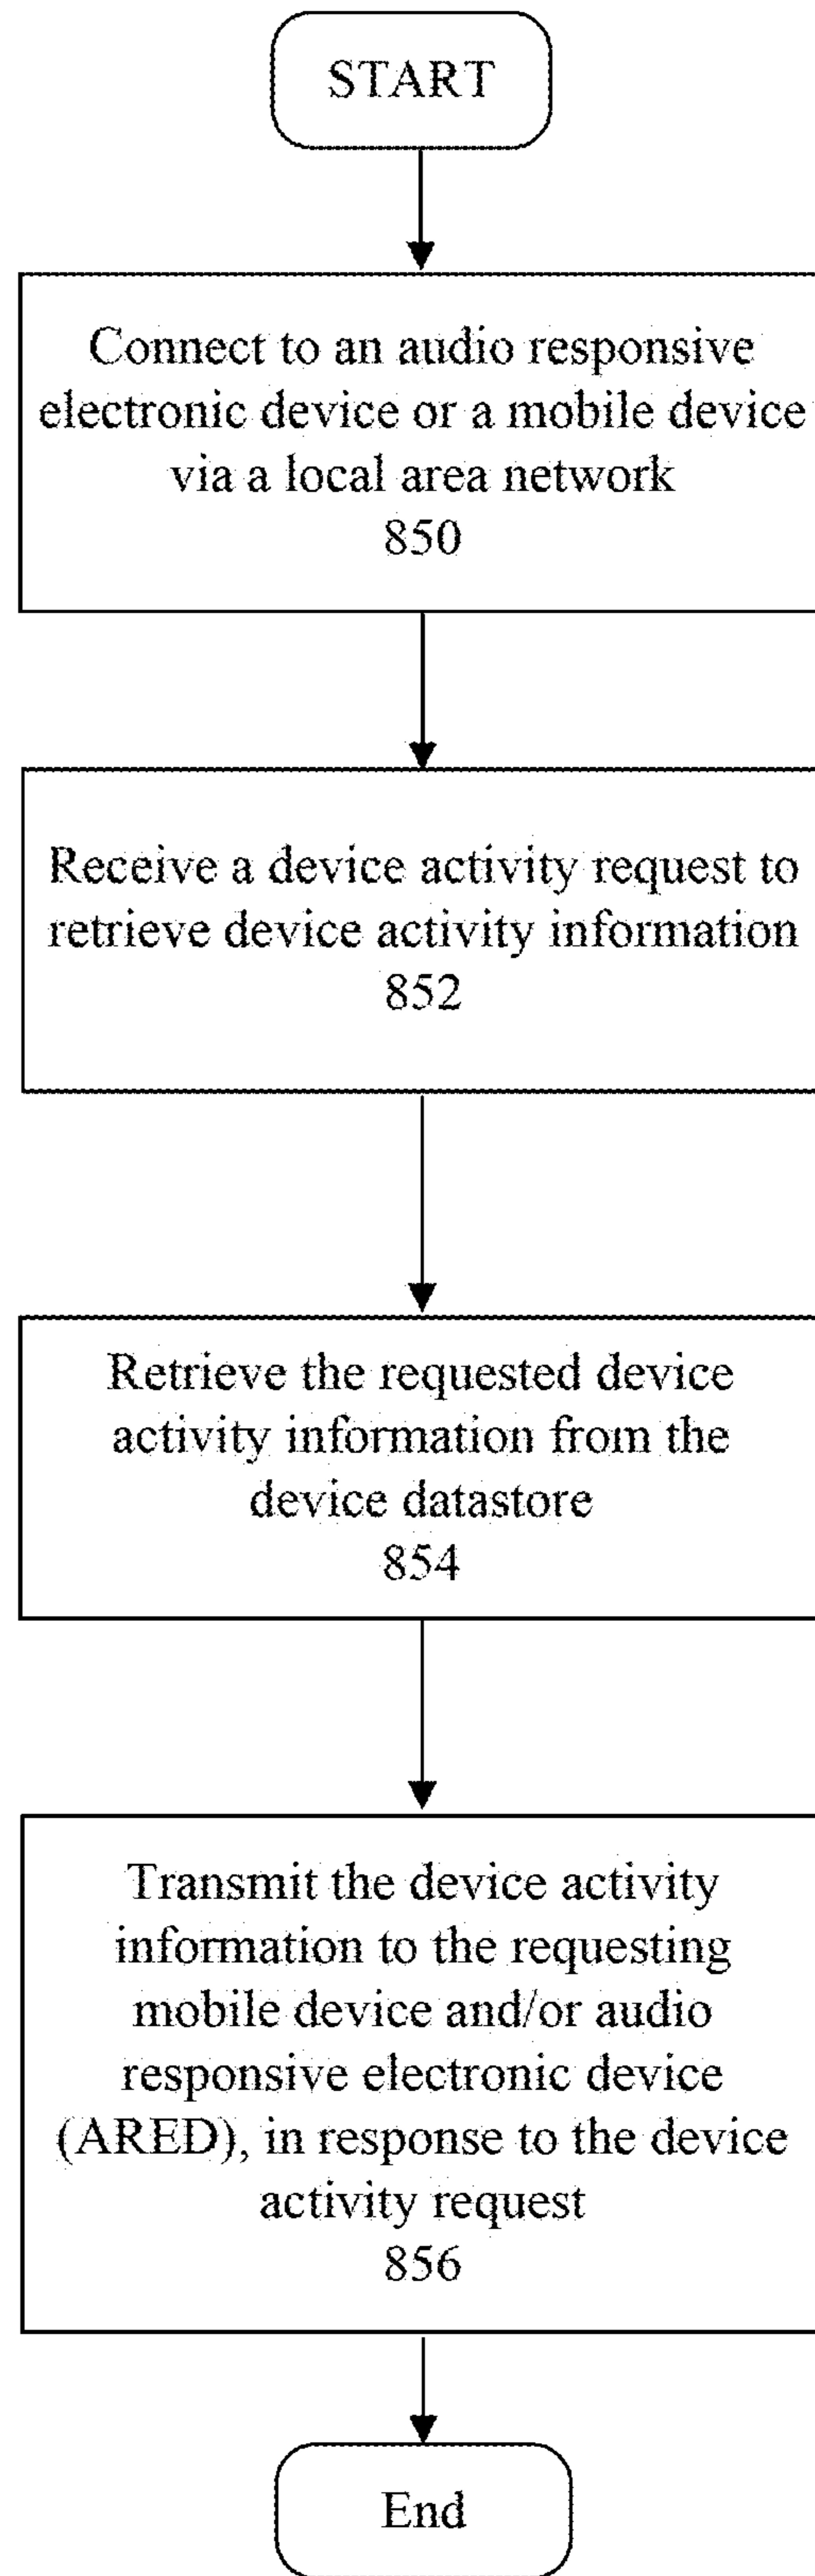 START
Connect to an audio responsive
electronic device or a mobile device
via a local area network
850
Receive a device activity request to
retrieve device activity information
852
Retrieve the requested device
activity information from the
device datastore
854
Transmit the device activity
information to the requesting
mobile device and/or audio
responsive electronic device
(ARED), in response to the device
activity request
856
End